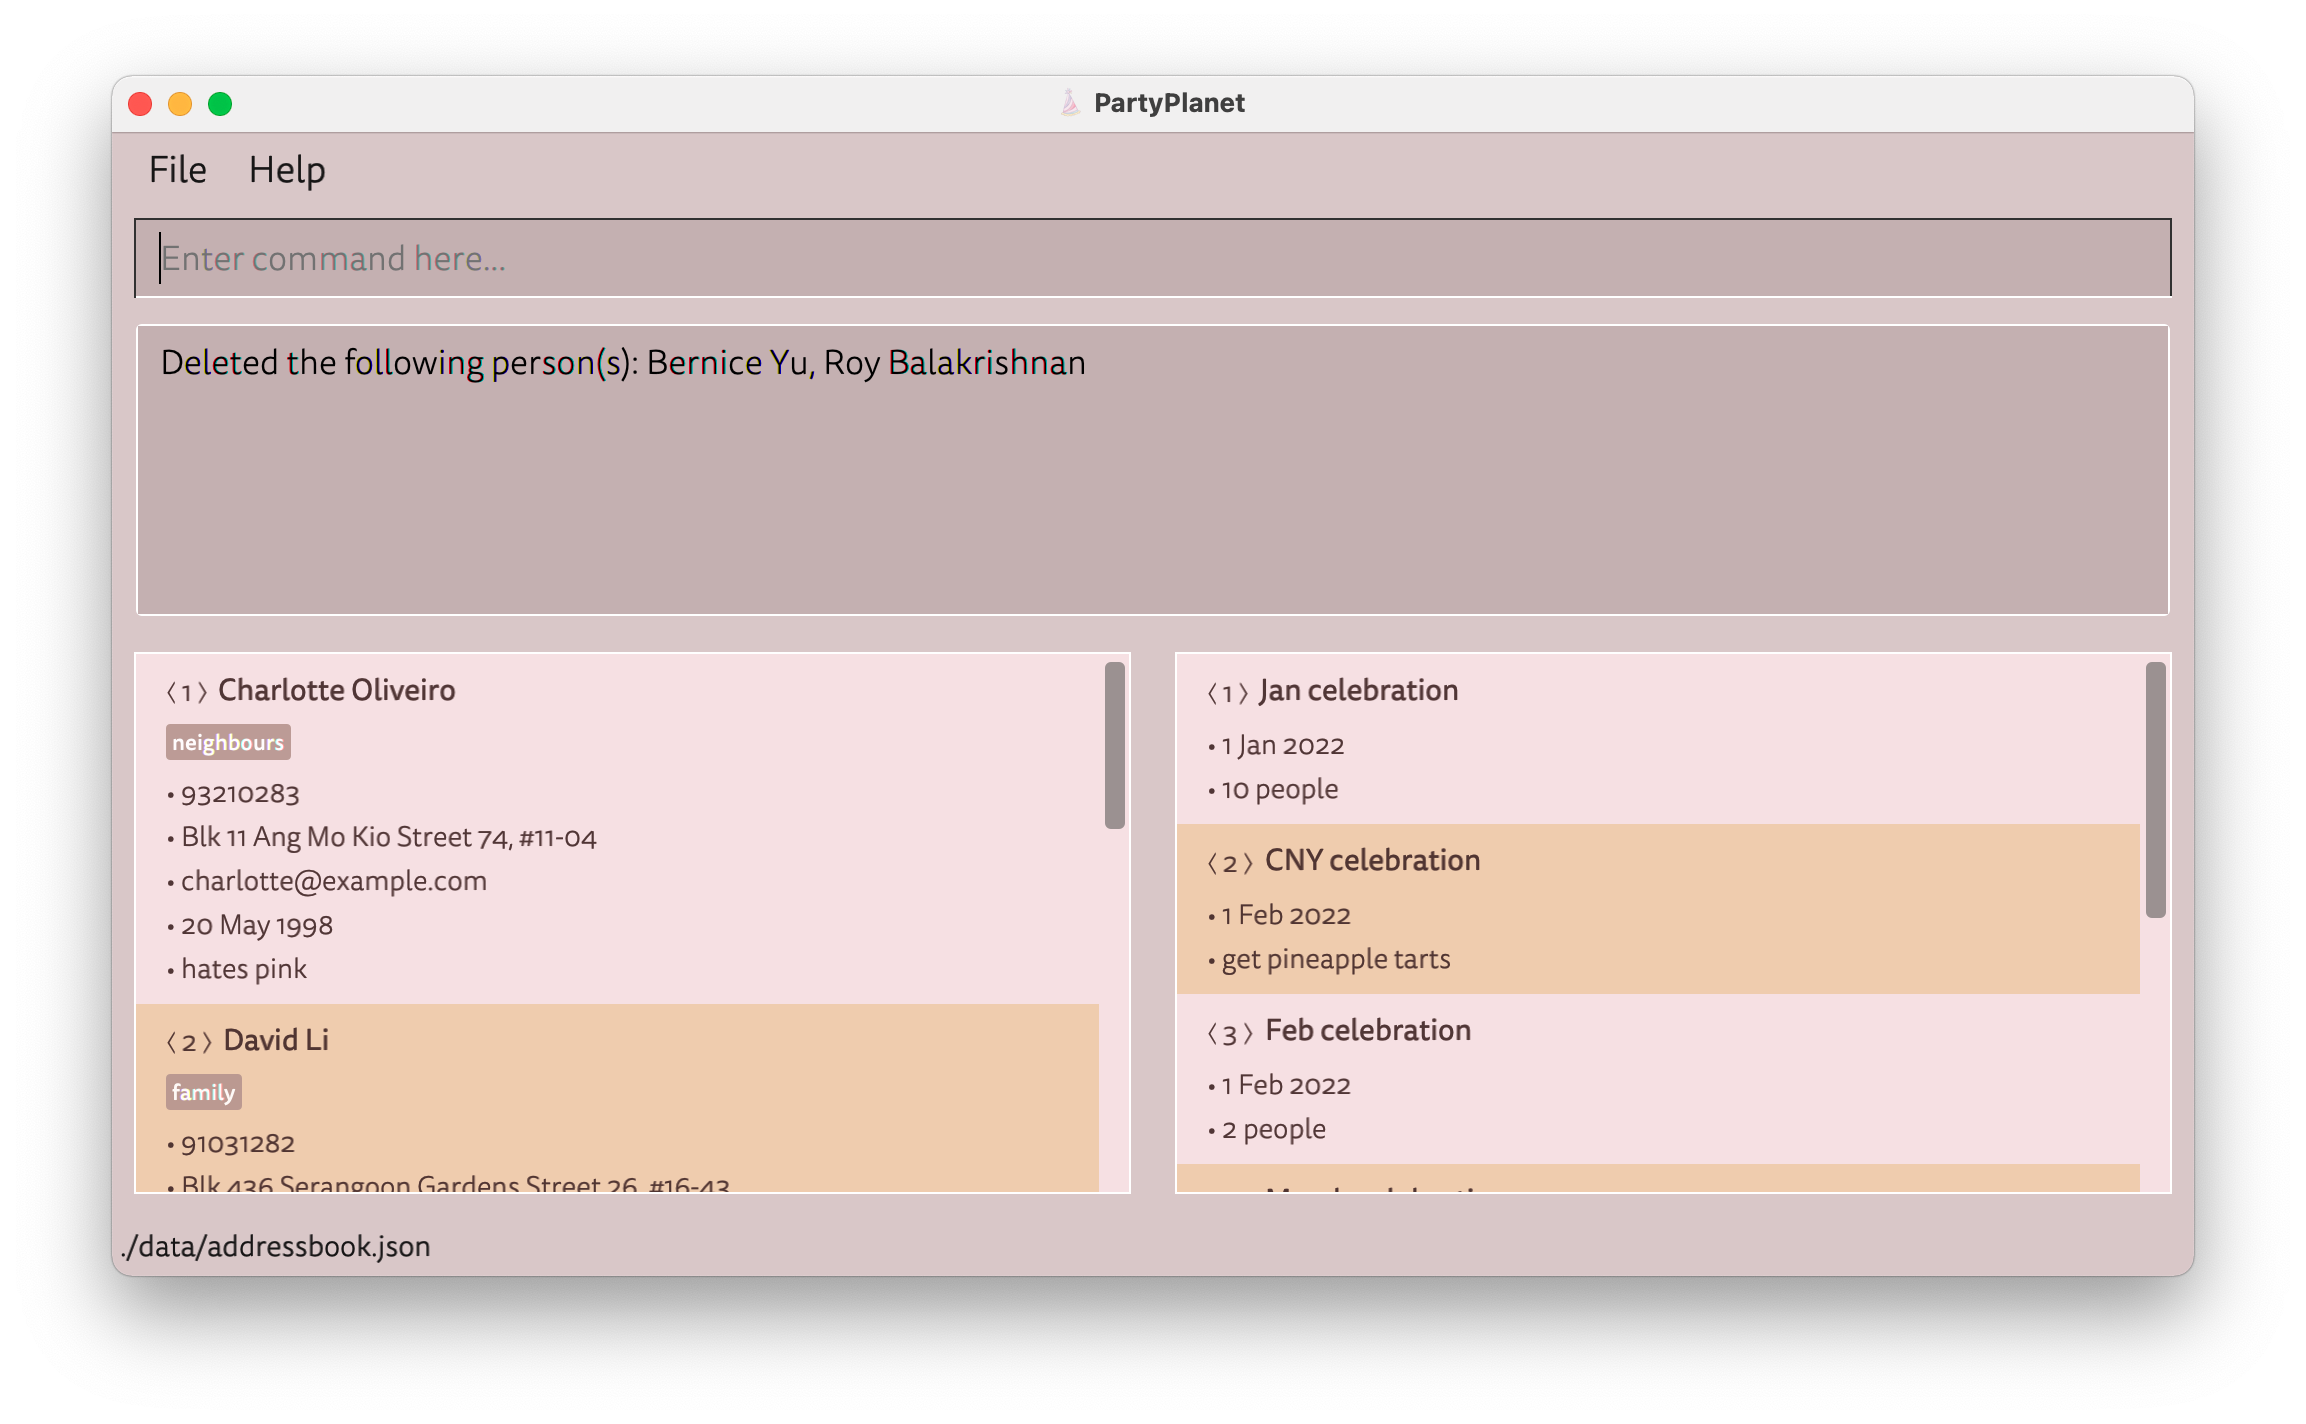 PartyPlanet
File Help
Enter command here...
Deleted the following person(s): Bernice Yu, Roy Balakrishnan
〈 1 〉 Charlotte Oliveiro
neighbours
• 93210283
• Blk 11 Ang Mo Kio Street 74, #11-04
• charlotte@example.com
• 20 May 1998
• hates pink
〈 2 〉 David Li
family
• 91031282
• Blk 436 Serangoon Gardens Street 26, #16-43
〈 1 〉 Jan celebration
• 1 Jan 2022
• 10 people
〈 2 〉 CNY celebration
• 1 Feb 2022
• get pineapple tarts
〈 3 〉 Feb celebration
• 1 Feb 2022
• 2 people
./data/addressbook.json